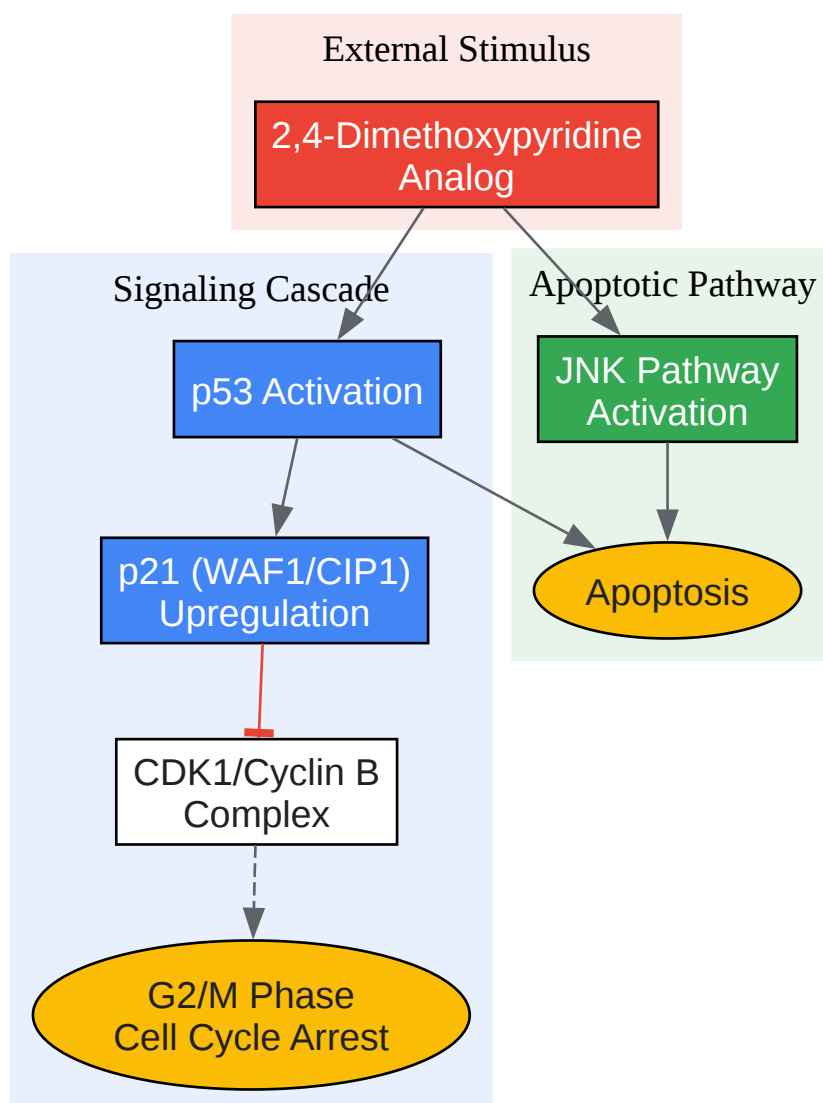 External Stimulus
2,4-Dimethoxypyridine
Analog
Signaling Cascade
Apoptotic Pathway
p53 Activation
JNK Pathway
Activation
p21 (WAF1/CIP1)
Upregulation
Apoptosis
CDK1/Cyclin B
Complex
G2/M Phase
Cell Cycle Arrest